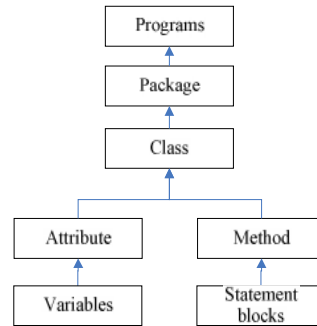 Programs
Package
Class
Attribute
Method
Variables
Statement
blocks